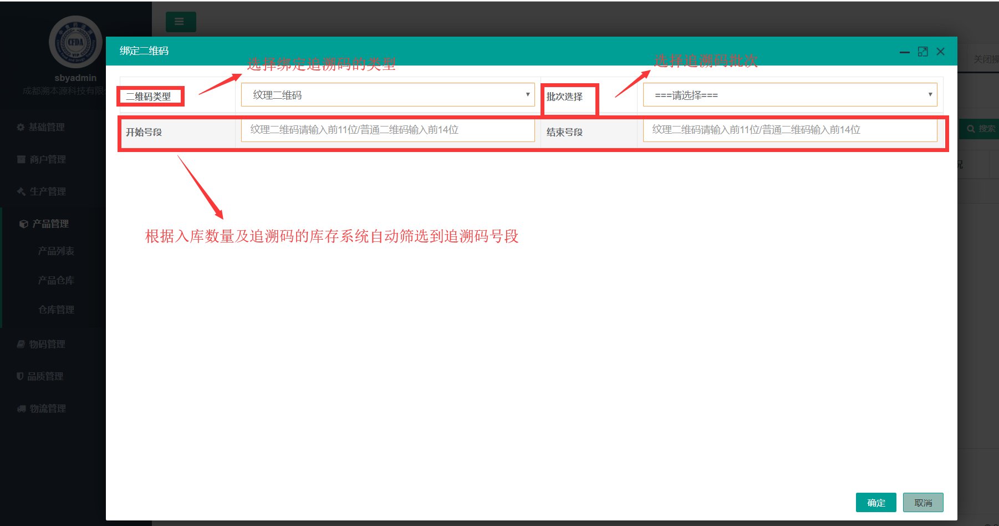 CFDA
VIP
sbyadmin
成都溯本源科技有限
基础管理
商户管理
生产管理
产品管理
产品列表
产品仓库
仓库管理
物码管理
品质管理
物流管理
关闭操
搜索
况
绑定二维码
选择绑定追溯码的类型
选择追溯码批次
二维码类型 纹理二维码 批次选择 ===请选择===
开始号段 纹理二维码请输入前11位/普通二维码输入前14位 结束号段 纹理二维码请输入前11位/普通二维码输入前14位
根据入库数量及追溯码的库存系统自动筛选到追溯码号段
确定 取消